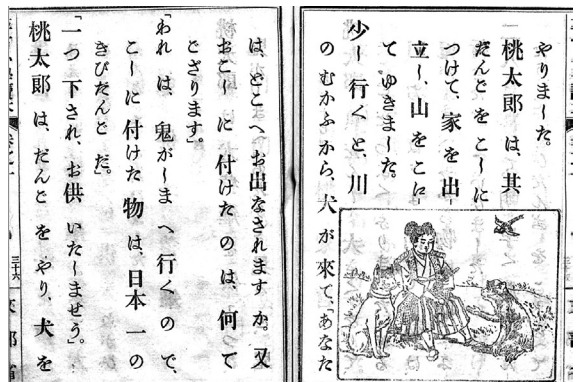 やりました。
桃太郎は、其
だんごをこしに
つけて、家を出
立し、山をこえ
てゆきました。
少し行くと、川
のむかふから、犬が來て、「あなた
は、どこへお出なされますか。又
おこしに付けたのは、何で
ござります。」
「われは、鬼がしまへ行くので、
こしに付けた物は、日本一の
きびだんごだ。」
「一つ下され、お供いたしませう。」
桃太郎は、だんごをやり、犬を
三十六
文部省